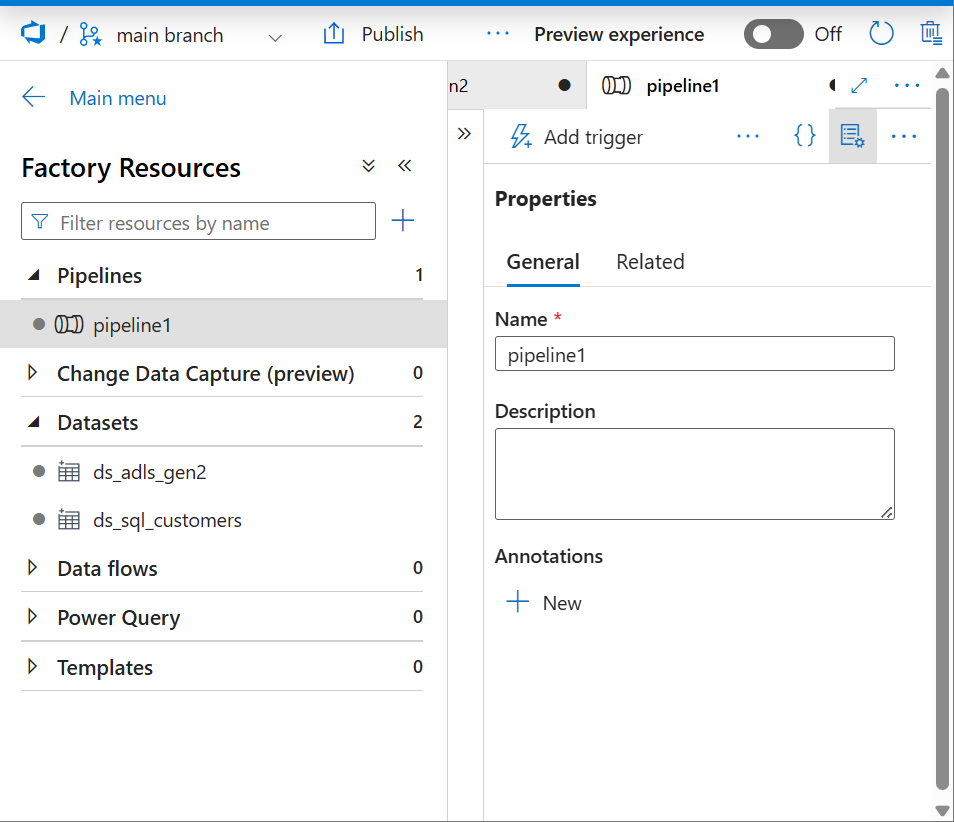 / main branch Publish ... Preview experience Off
Main menu
n2 pipeline1 ...
Add trigger ... {} ...
Factory Resources
Filter resources by name
Pipelines 1
pipeline1
Change Data Capture (preview) 0
Datasets 2
ds_adls_gen2
ds_sql_customers
Data flows 0
Power Query 0
Templates 0
Properties
General Related
Name *
pipeline1
Description
Annotations
New